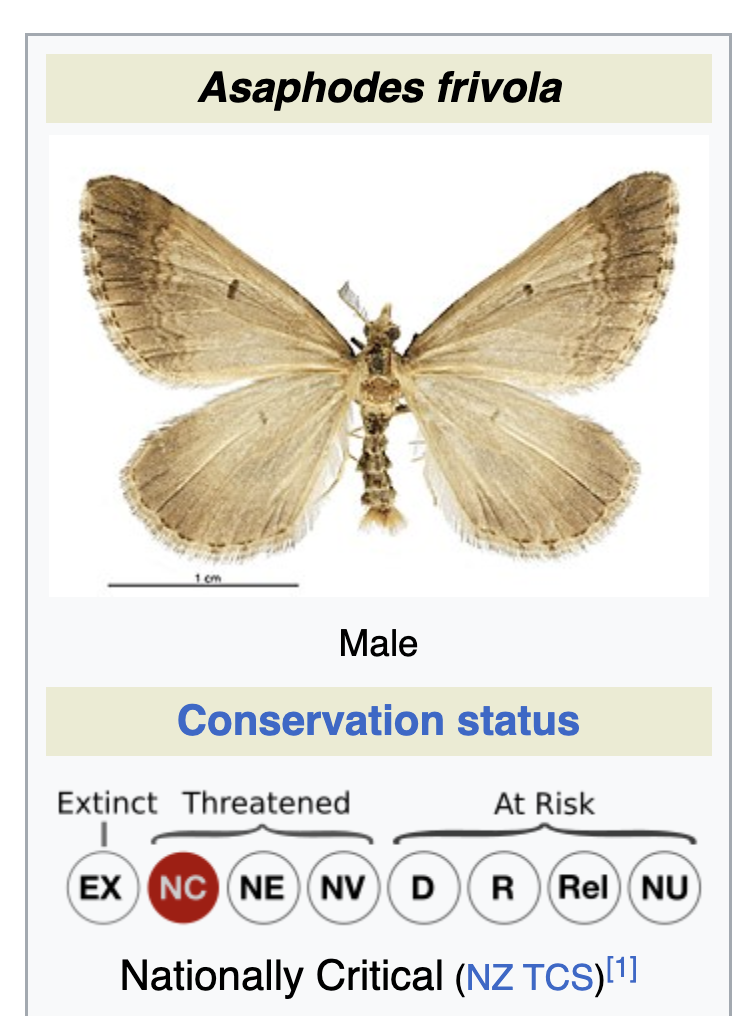 Asaphodes frivola
1 cm
Male
Conservation status
Extinct Threatened At Risk
EX NC NE NV D R Rel NU
Nationally Critical (NZ TCS)[1]